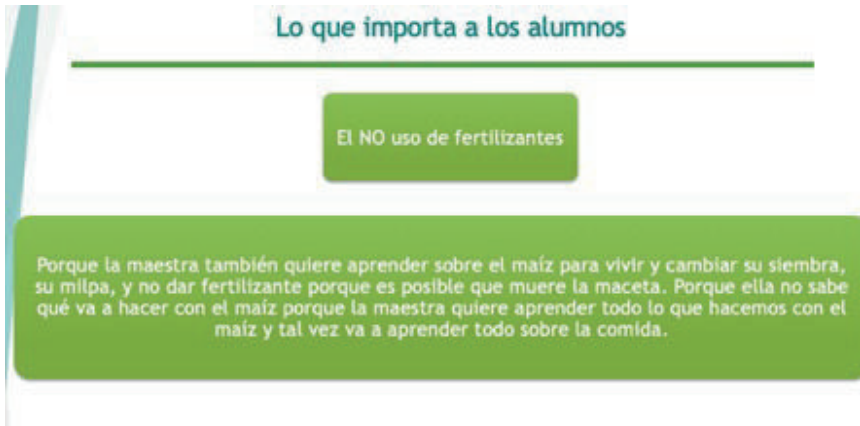 Lo que importa a los alumnos
El NO uso de fertilizantes
Porque la maestra también quiere aprender sobre el maíz para vivir y cambiar su siembra,
su milpa, y no dar fertilizante porque es posible que muere la maceta. Porque ella no sabe
qué va a hacer con el maíz porque la maestra quiere aprender todo lo que hacemos con el
maíz y tal vez va a aprender todo sobre la comida.